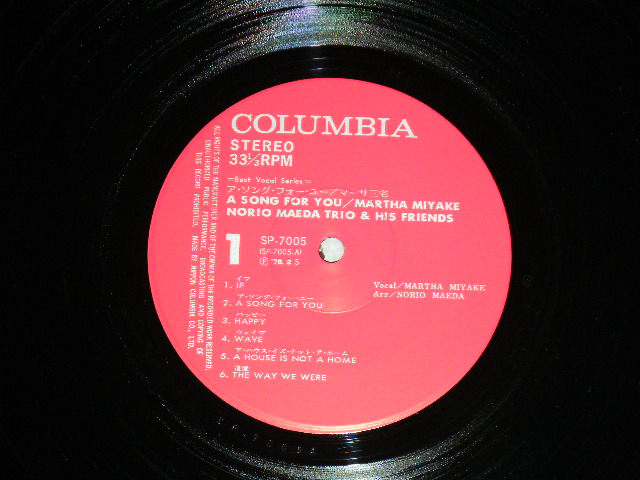 COLUMBIA
STEREO
33⅓RPM
=Best Vocal Series=
ア・ソング・フォー・ユー/マーサ三宅
A SONG FOR YOU/MARTHA MIYAKE
NORIO MAEDA TRIO & HIS FRIENDS
1
SP-7005
(SP-7005-A)
Ⓟ '78. 2 S
Vocal/MARTHA MIYAKE
Arr/NORIO MAEDA
イフ
1. IF
ア・ソング・フォー・ユー
2. A SONG FOR YOU
ハッピー
3. HAPPY
ウェイヴ
4. WAVE
ア・ハウス・イズ・ナット・ア・ホーム
5. A HOUSE IS NOT A HOME
追憶
6. THE WAY WE WERE
ALL RIGHTS OF THE MANUFACTURER AND OF THE OWNER OF THE RECORDED WORK RESERVED.
UNAUTHORIZED PUBLIC PERFORMANCE, BROADCASTING AND COPYING OF
THIS RECORD PROHIBITED. MADE BY NIPPON COLUMBIA CO., LTD.